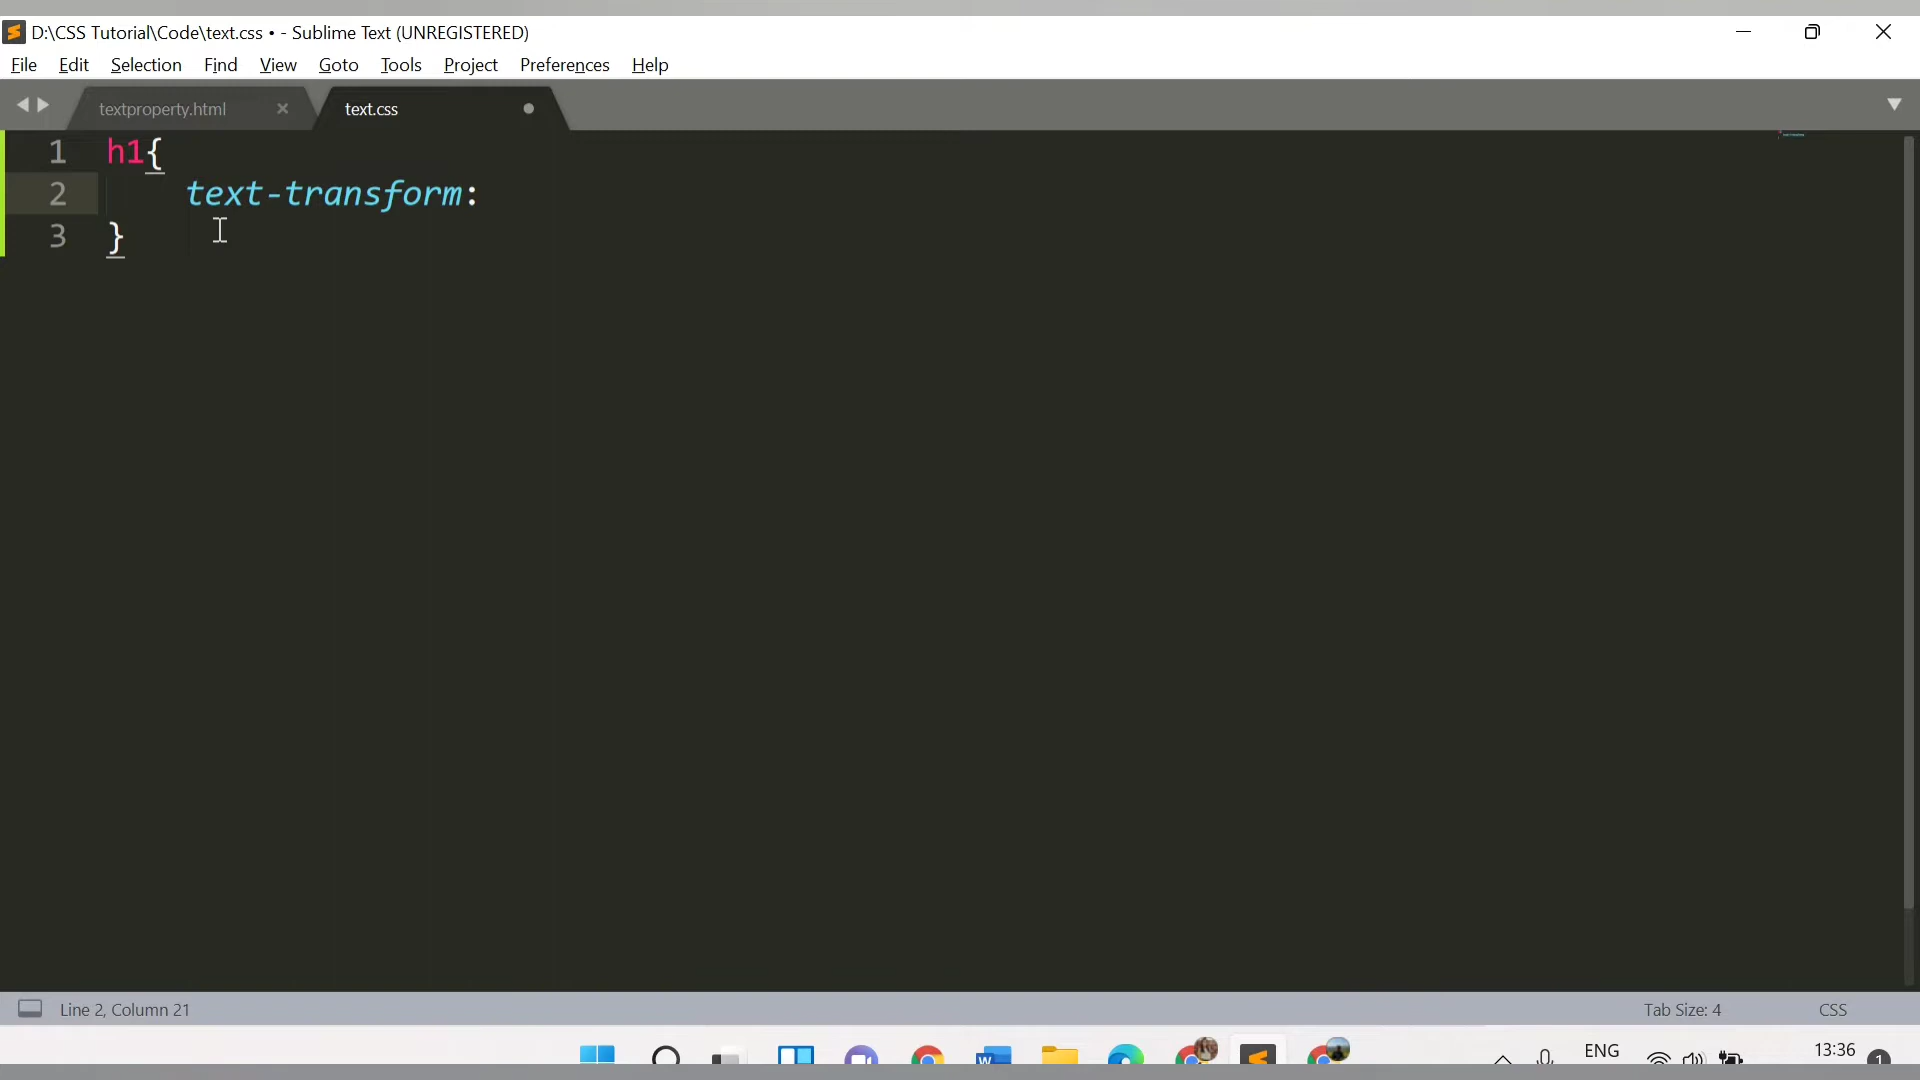 D:\CSS Tutorial\Code\text.css • - Sublime Text (UNREGISTERED)
File Edit Selection Find View Goto Tools Project Preferences Help
textproperty.html × text.css
1 h1{
2 text-transform:
3 }
Line 2, Column 21 Tab Size: 4 CSS
ENG 13:36 1